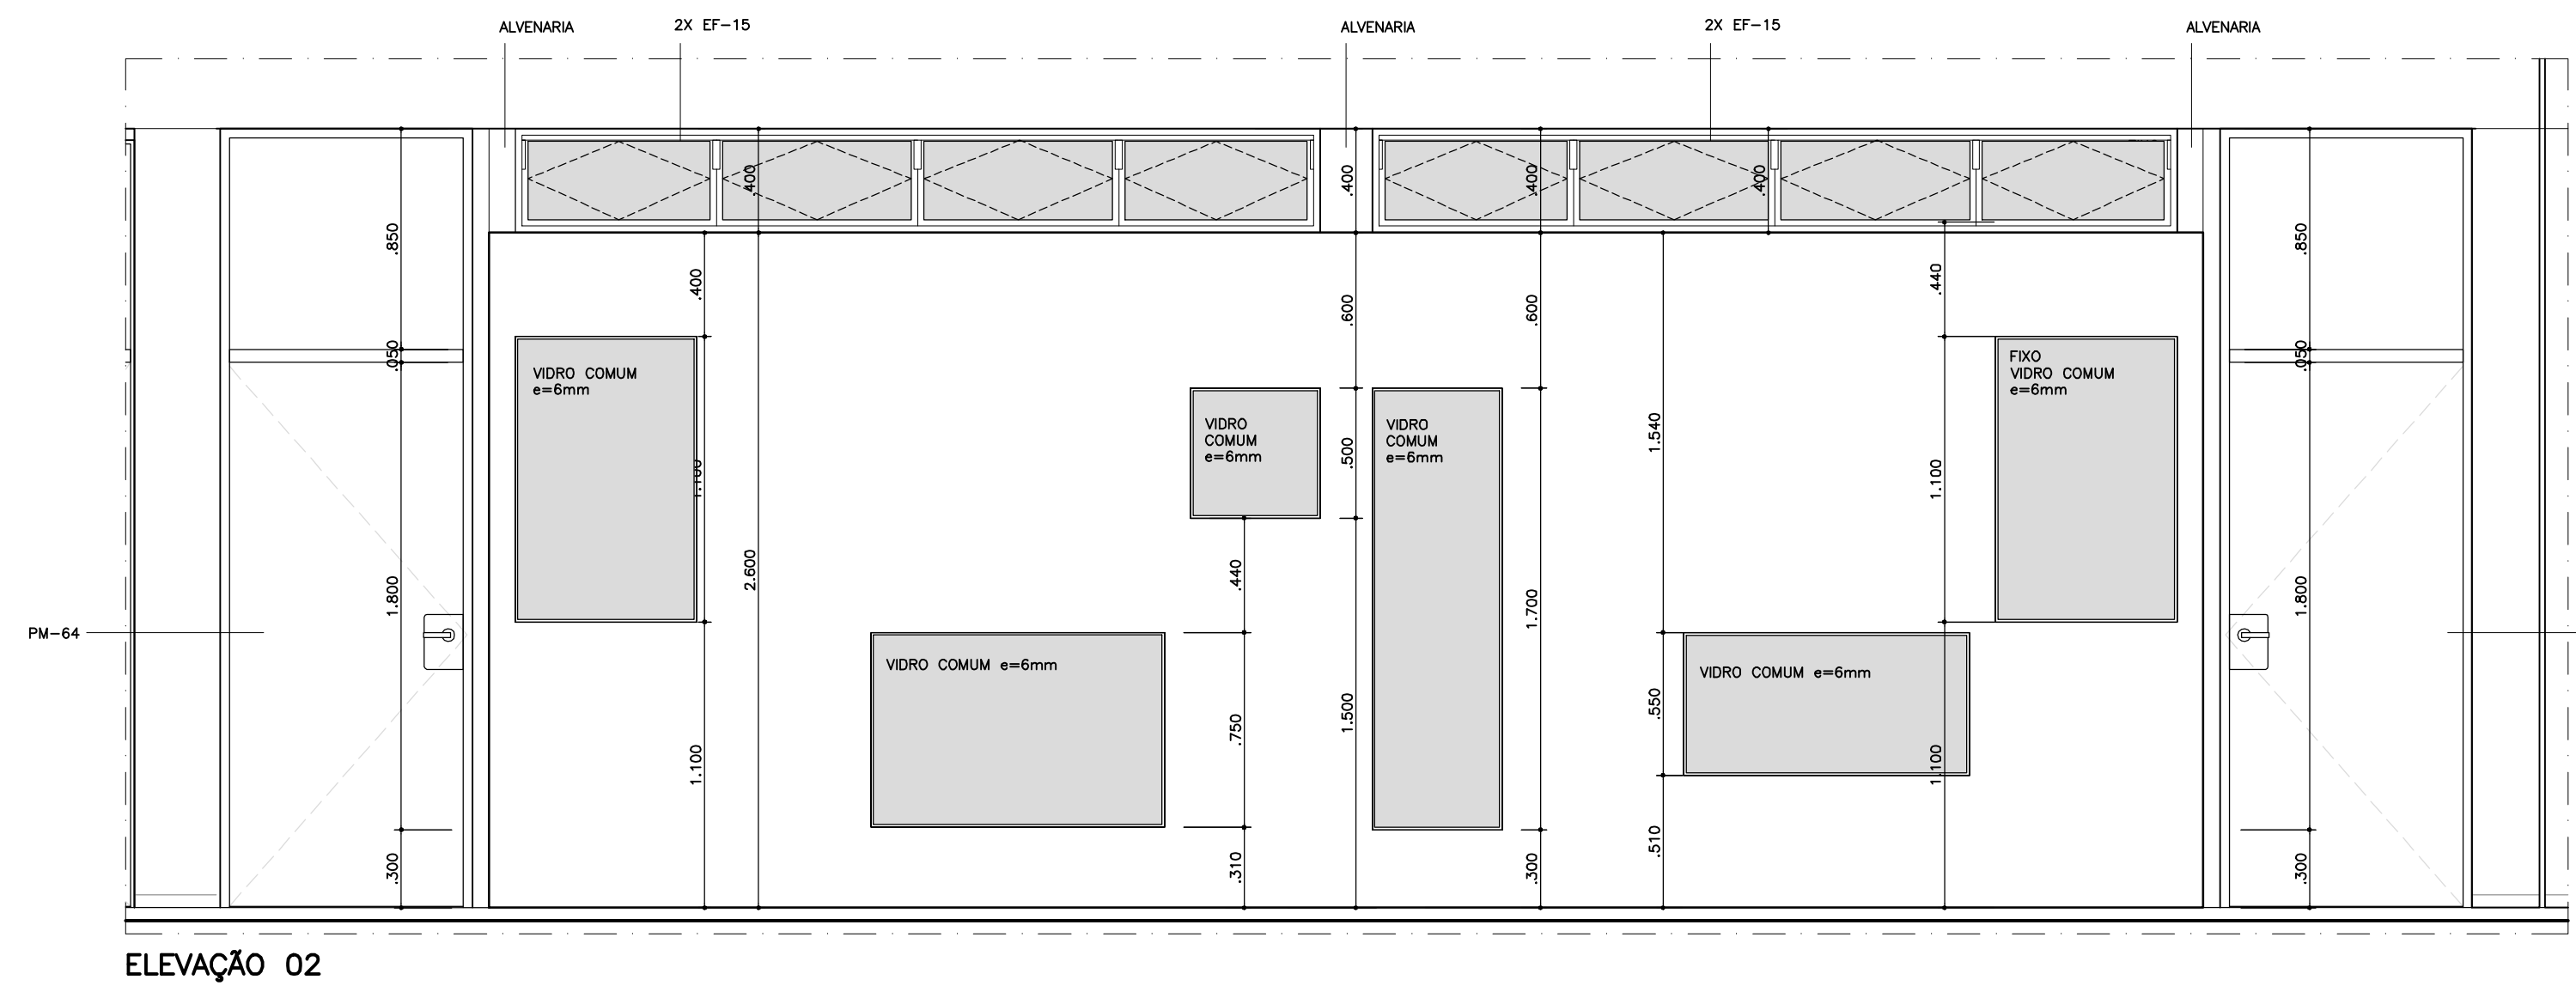 ALVENARIA
2X EF-15
ALVENARIA
2X EF-15
ALVENARIA
.400
.400
.400
.400
.850
.400
.600
.600
.440
.850
.050
.050
VIDRO COMUM
e=6mm
VIDRO
COMUM
e=6mm
VIDRO
COMUM
e=6mm
FIXO
VIDRO COMUM
e=6mm
1.100
.500
1.540
1.100
1.800
2.600
.440
1.700
1.800
PM-64
VIDRO COMUM e=6mm
VIDRO COMUM e=6mm
1.100
.750
1.500
.550
1.100
.300
.310
.300
.510
.300
ELEVAÇÃO 02